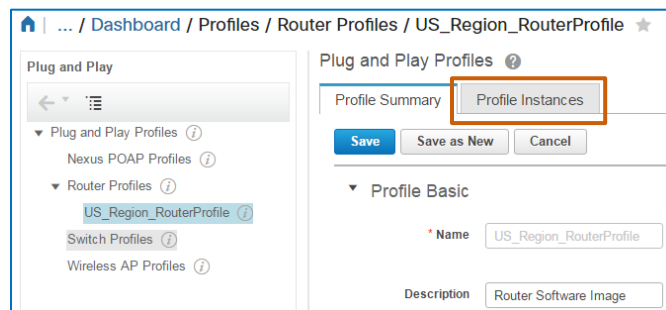 ... / Dashboard / Profiles / Router Profiles / US_Region_RouterProfile
Plug and Play
Plug and Play Profiles
Nexus POAP Profiles
Router Profiles
US_Region_RouterProfile
Switch Profiles
Wireless AP Profiles
Plug and Play Profiles ?
Profile Summary Profile Instances
Save Save as New Cancel
Profile Basic
* Name US_Region_RouterProfile
Description Router Software Image